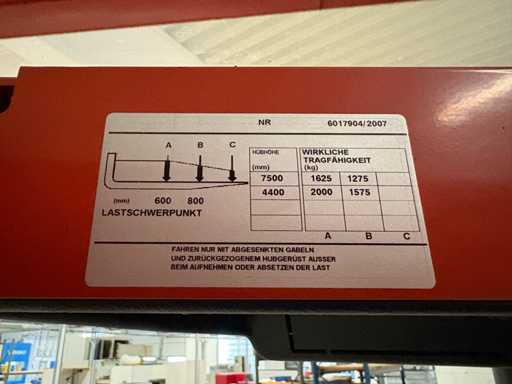 NR 6017904/2007
A B C
HUBHÖHE WIRKLICHE
TRAGFÄHIGKEIT
(mm) (kg)
7500 1625 1275
4400 2000 1575
(mm) 600 800
LASTSCHWERPUNKT
A B C
FAHREN NUR MIT ABGESENKTEN GABELN
UND ZURÜCKGEZOGENEM HUBGERÜST AUSSER
BEIM AUFNEHMEN ODER ABSETZEN DER LAST